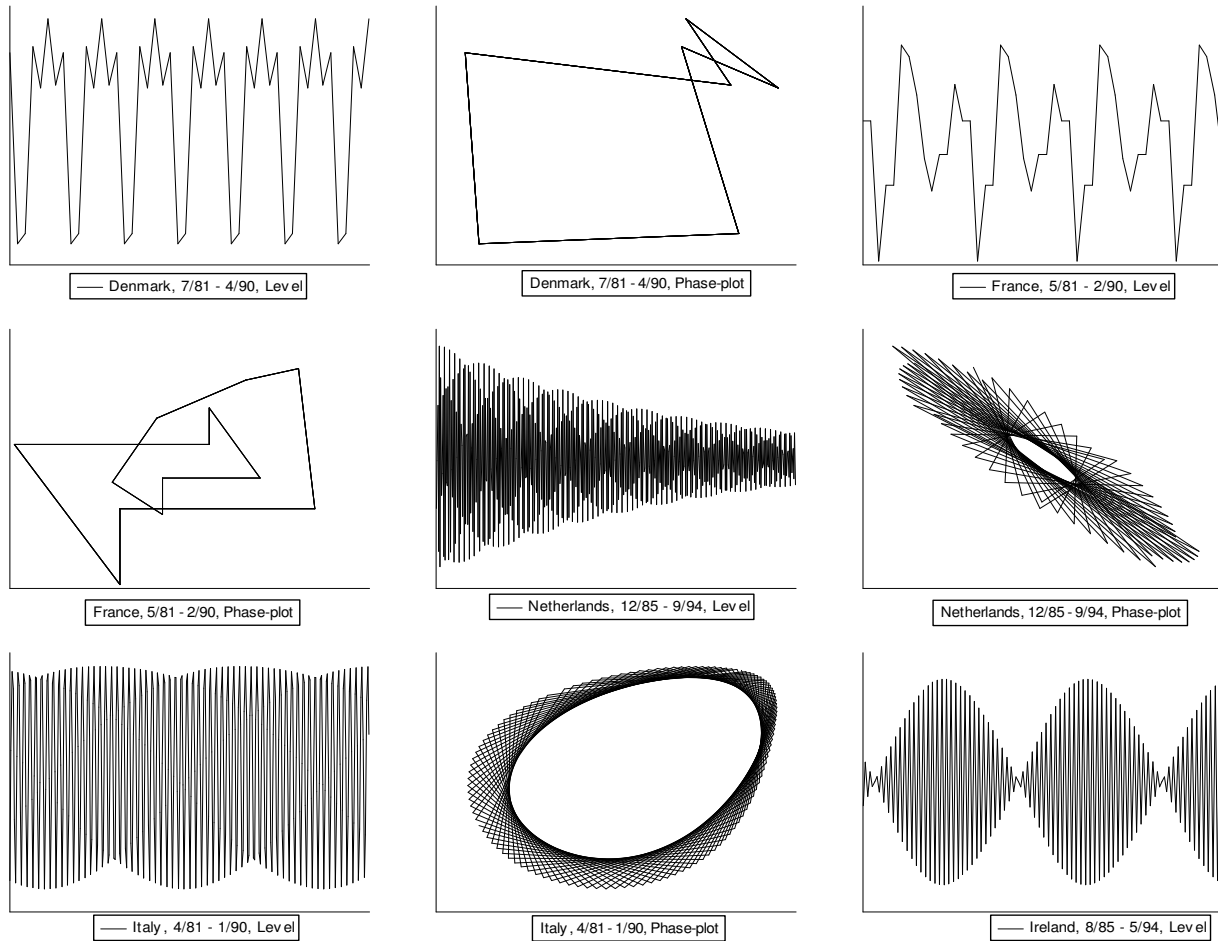 Denmark, 7/81 - 4/90, Level
Denmark, 7/81 - 4/90, Phase-plot
France, 5/81 - 2/90, Level
France, 5/81 - 2/90, Phase-plot
Netherlands, 12/85 - 9/94, Level
Netherlands, 12/85 - 9/94, Phase-plot
Italy, 4/81 - 1/90, Level
Italy, 4/81 - 1/90, Phase-plot
Ireland, 8/85 - 5/94, Level